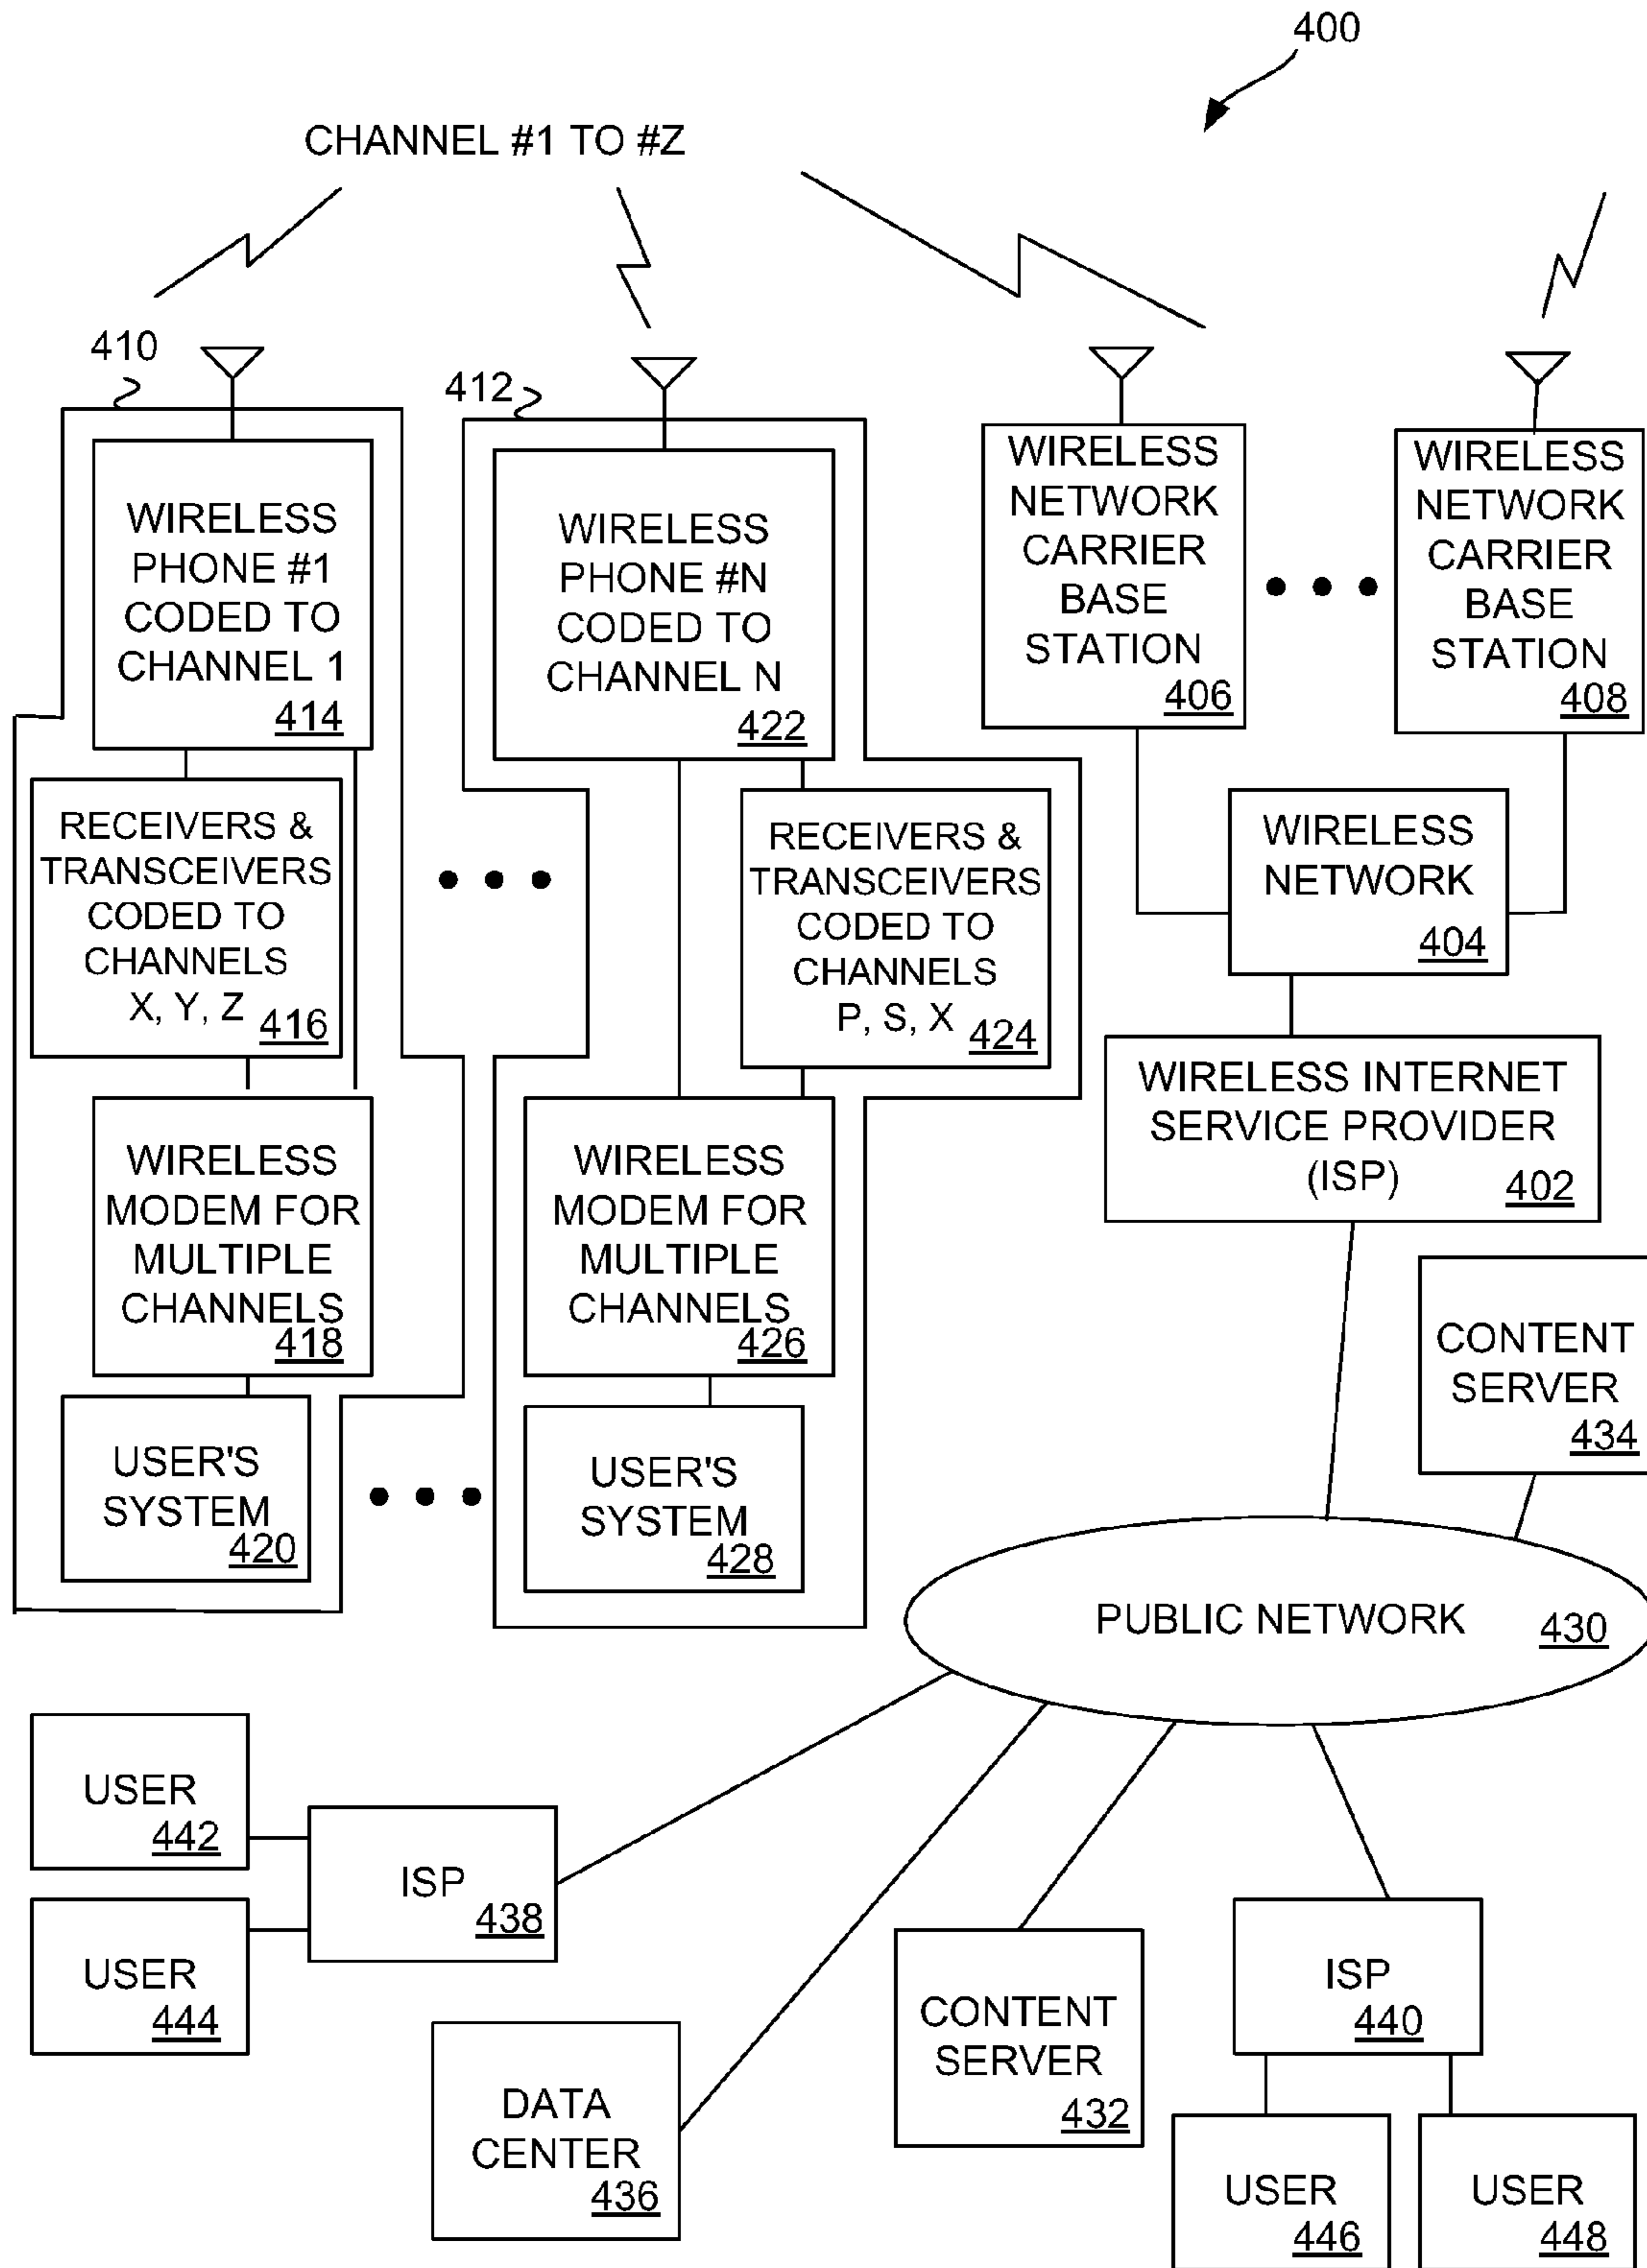 400
CHANNEL #1 TO #Z
410
412
WIRELESS
PHONE #1
CODED TO
CHANNEL 1
414
RECEIVERS &
TRANSCEIVERS
CODED TO
CHANNELS
X, Y, Z
416
WIRELESS
MODEM FOR
MULTIPLE
CHANNELS
418
USER'S
SYSTEM
420
WIRELESS
PHONE #N
CODED TO
CHANNEL N
422
RECEIVERS &
TRANSCEIVERS
CODED TO
CHANNELS
P, S, X
424
WIRELESS
MODEM FOR
MULTIPLE
CHANNELS
426
USER'S
SYSTEM
428
WIRELESS
NETWORK
CARRIER
BASE
STATION
406
WIRELESS
NETWORK
CARRIER
BASE
STATION
408
WIRELESS
NETWORK
404
WIRELESS INTERNET
SERVICE PROVIDER
(ISP)
402
CONTENT
SERVER
434
PUBLIC NETWORK
430
USER
442
USER
444
ISP
438
DATA
CENTER
436
CONTENT
SERVER
432
ISP
440
USER
446
USER
448